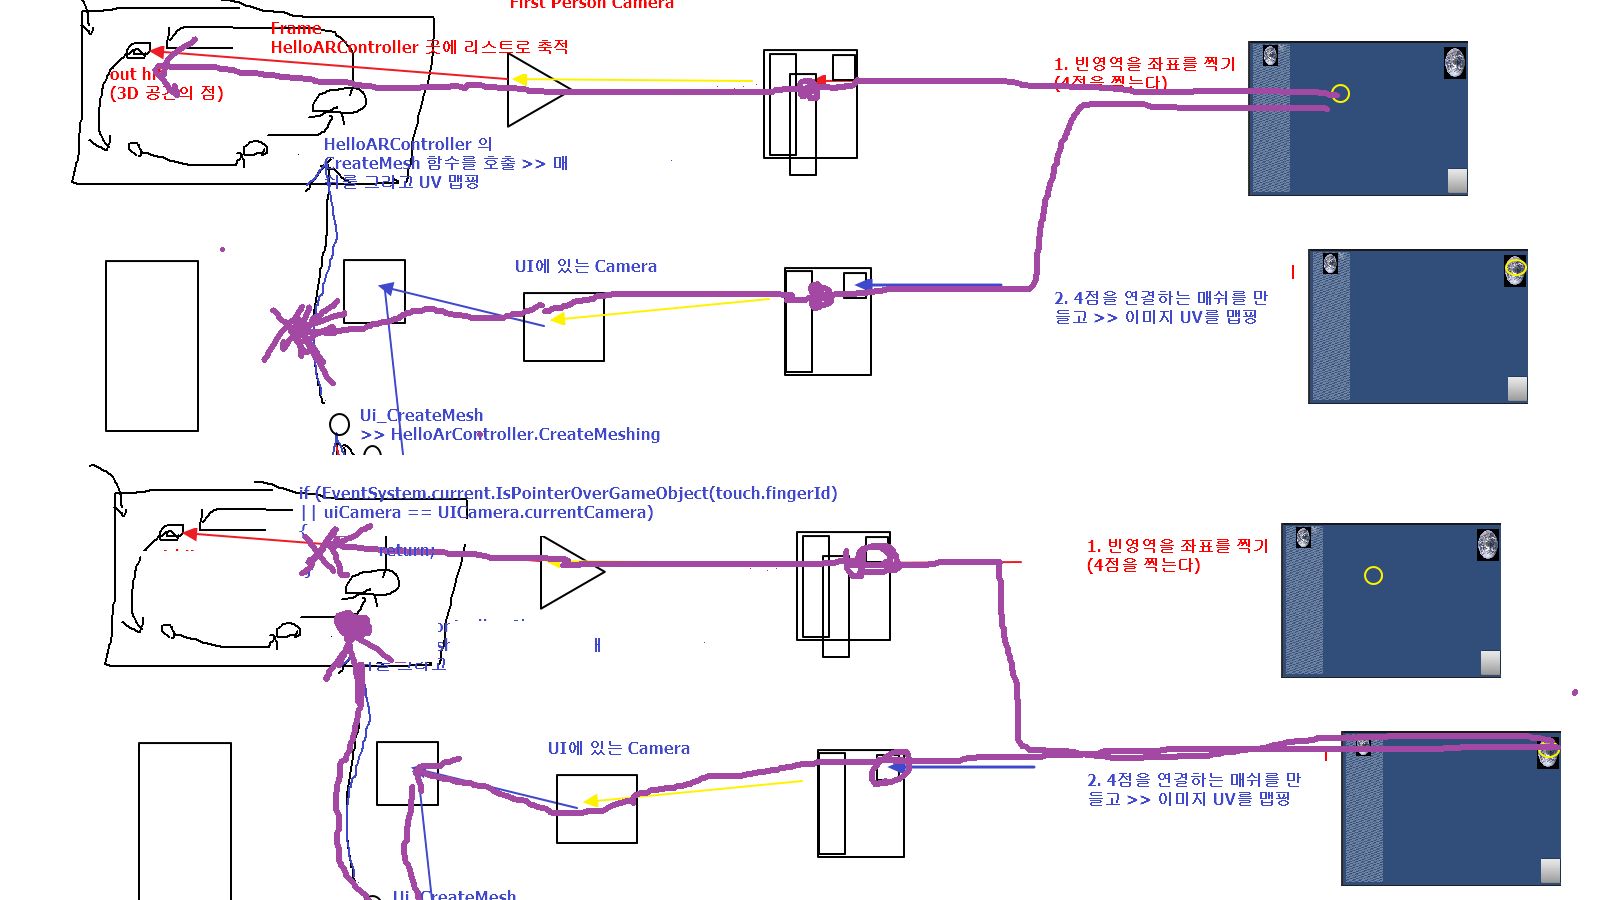 First Person Camera
Frame
HelloARController 곳에 리스트로 축적
out hi
(3D 공간의 점)
1. 빈영역을 좌표를 찍기
(4점을 찍는다)
HelloARController 의
CreateMesh 함수를 호출 >> 매
쉬를 그리고 UV 맵핑
UI에 있는 Camera
2. 4점을 연결하는 매쉬를 만
들고 >> 이미지 UV를 맵핑
Ui_CreateMesh
>> HelloArController.CreateMeshing
if (EventSystem.current.IsPointerOverGameObject(touch.fingerId)
|| uiCamera == UICamera.currentCamera)
{
return;
}
1. 빈영역을 좌표를 찍기
(4점을 찍는다)
UI에 있는 Camera
2. 4점을 연결하는 매쉬를 만
들고 >> 이미지 UV를 맵핑
Ui_CreateMesh